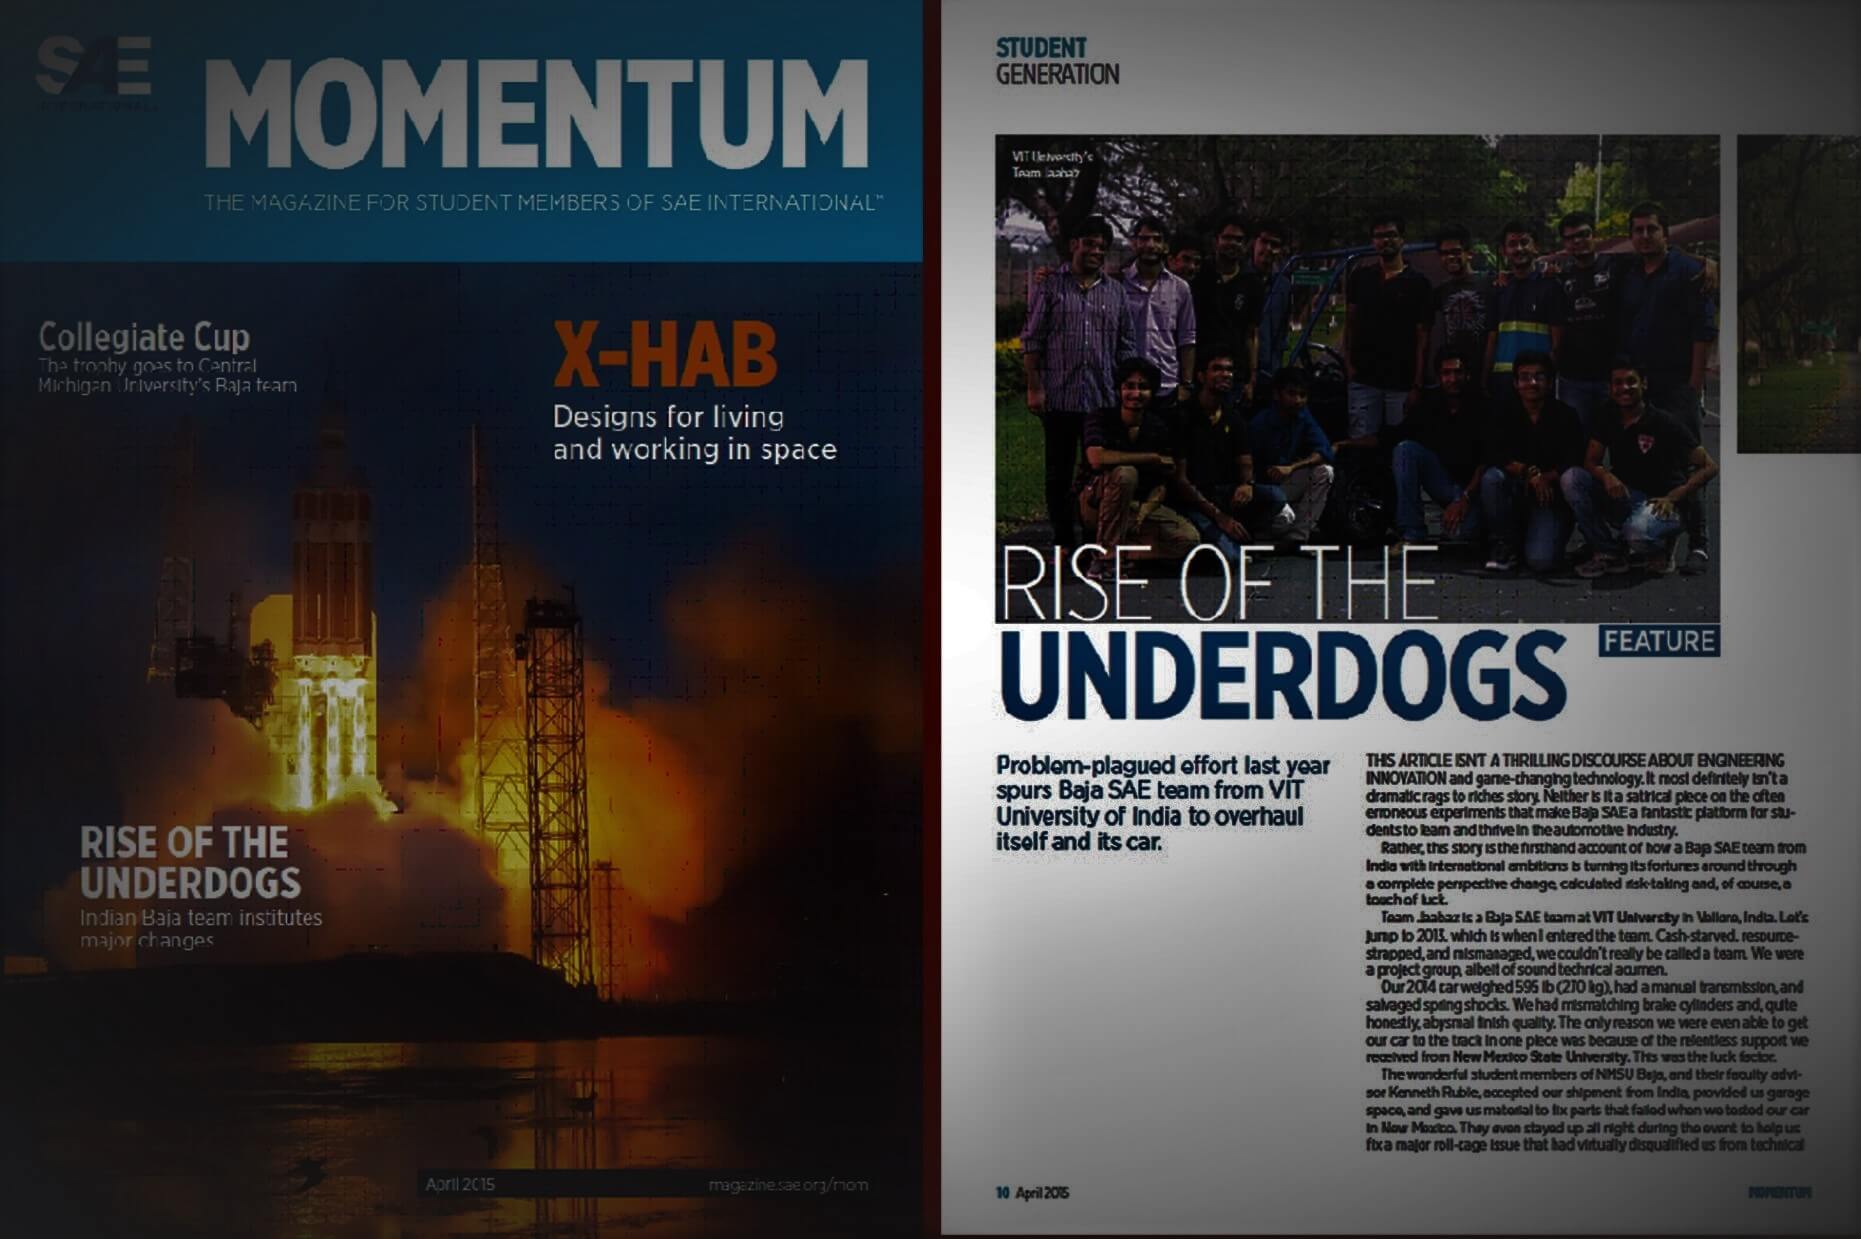 SAE
INTERNATIONAL
MOMENTUM
THE MAGAZINE FOR STUDENT MEMBERS OF SAE INTERNATIONAL™
Collegiate Cup
The trophy goes to Central
Michigan University's Baja team
X-HAB
Designs for living
and working in space
RISE OF THE
UNDERDOGS
Indian Baja team institutes
major changes
April 2015
magazine.sae.org/mom
STUDENT
GENERATION
VIT University's
Team Jaabaz
RISE OF THE
UNDERDOGS
FEATURE
Problem-plagued effort last year
spurs Baja SAE team from VIT
University of India to overhaul
itself and its car.
THIS ARTICLE ISN'T A THRILLING DISCOURSE ABOUT ENGINEERING
INNOVATION and game-changing technology. It most definitely isn't a
dramatic rags to riches story. Neither is it a satirical piece on the often
erroneous experiments that make Baja SAE a fantastic platform for stu-
dents to learn and thrive in the automotive industry.
Rather, this story is the firsthand account of how a Baja SAE team from
India with international ambitions is turning its fortunes around through
a complete perspective change, calculated risk-taking and, of course, a
touch of luck.
Team Jaabaz is a Baja SAE team at VIT University in Vellore, India. Let's
jump to 2013, which is when I entered the team. Cash-starved, resource-
strapped, and mismanaged, we couldn't really be called a team. We were
a project group, albeit of sound technical acumen.
Our 2014 car weighed 595 lb (270 kg), had a manual transmission, and
salvaged spring shocks. We had mismatching brake cylinders and, quite
honestly, abysmal finish quality. The only reason we were even able to get
our car to the track in one piece was because of the relentless support we
received from New Mexico State University. This was the luck factor.
The wonderful student members of NMSU Baja, and their faculty advi-
sor Kenneth Ruble, accepted our shipment from India, provided us garage
space, and gave us material to fix parts that failed when we tested our car
in New Mexico. They even stayed up all night during the event to help us
fix a major roll-cage issue that had virtually disqualified us from technical
10 April 2015
MOMENTUM